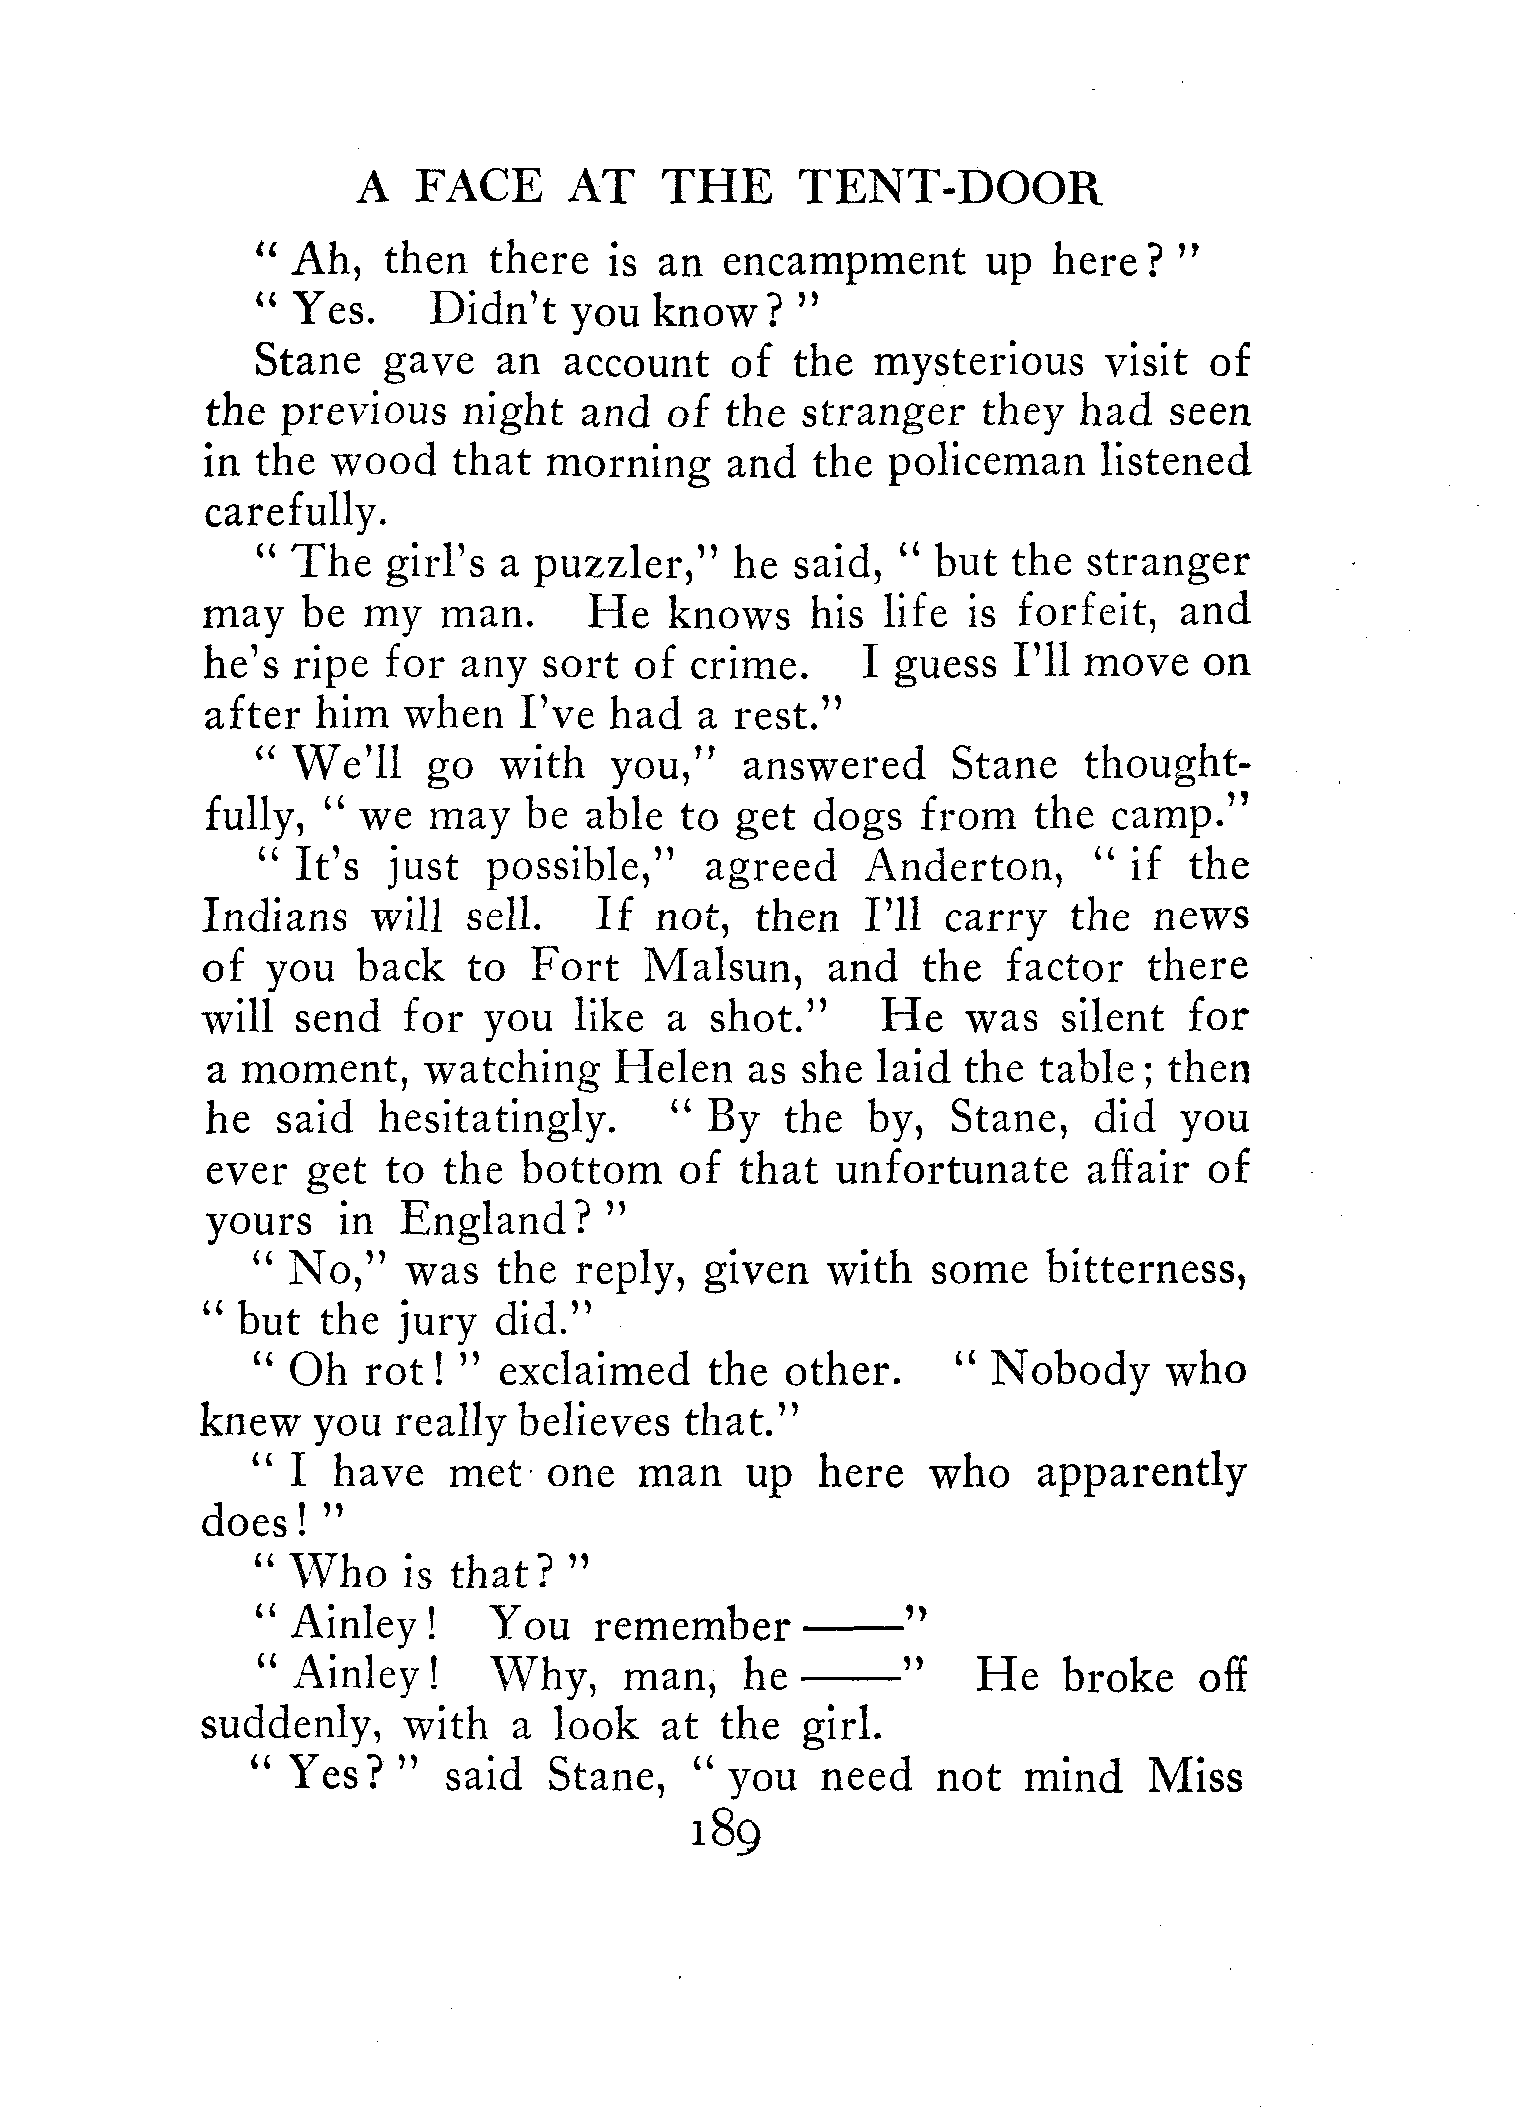 A FACE AT THE TENT-DOOR
“ Ah, then there is an encampment up here? ”
“ Yes. Didn't you know? ”
Stane gave an account of the mysterious visit of
the previous night and of the stranger they had seen
in the wood that morning and the policeman listened
carefully.
“ The girl's a puzzler,” he said, “ but the stranger
may be my man. He knows his life is forfeit, and
he's ripe for any sort of crime. I guess I'll move on
after him when I've had a rest.”
“ We'll go with you,” answered Stane thought-
fully, “ we may be able to get dogs from the camp.”
“ It's just possible,” agreed Anderton, “ if the
Indians will sell. If not, then I'll carry the news
of you back to Fort Malsun, and the factor there
will send for you like a shot.” He was silent for
a moment, watching Helen as she laid the table; then
he said hesitatingly. “ By the by, Stane, did you
ever get to the bottom of that unfortunate affair of
yours in England? ”
“ No,” was the reply, given with some bitterness,
“ but the jury did.”
“ Oh rot! ” exclaimed the other. “ Nobody who
knew you really believes that.”
“ I have met one man up here who apparently
does! ”
“ Who is that? ”
“ Ainley! You remember ——”
“ Ainley! Why, man, he ——” He broke off
suddenly, with a look at the girl.
“ Yes? ” said Stane, “ you need not mind Miss
189